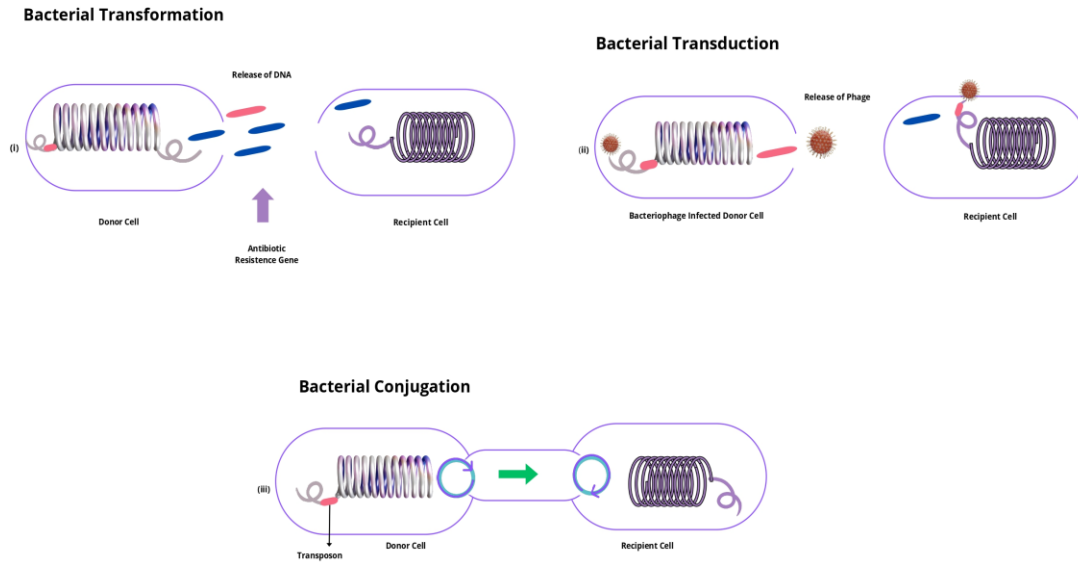 Bacterial Transformation
Release of DNA
(i)
Donor Cell
Recipient Cell
Antibiotic
Resistence Gene
Bacterial Transduction
Release of Phage
(ii)
Bacteriophage Infected Donor Cell
Recipient Cell
Bacterial Conjugation
(iii)
Donor Cell
Recipient Cell
Transposon